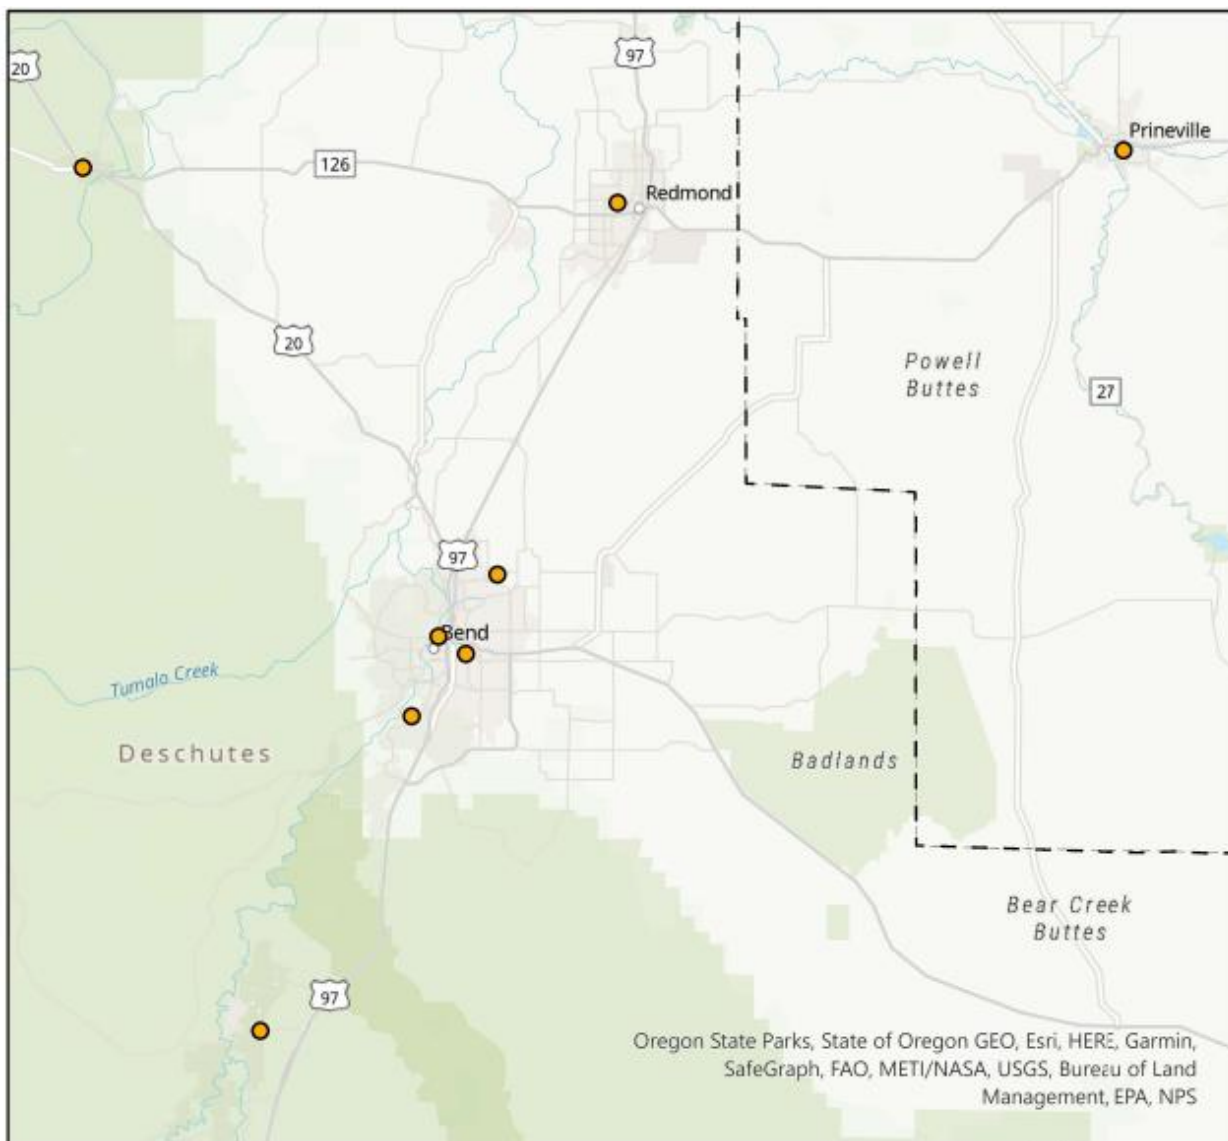 97
20
Prineville
126
Redmond
20
Powell
Buttes
27
97
Bend
Tumalo Creek
Deschutes
Badlands
Bear Creek
Buttes
97
Oregon State Parks, State of Oregon GEO, Esri, HERE, Garmin,
SafeGraph, FAO, METI/NASA, USGS, Bureau of Land
Management, EPA, NPS